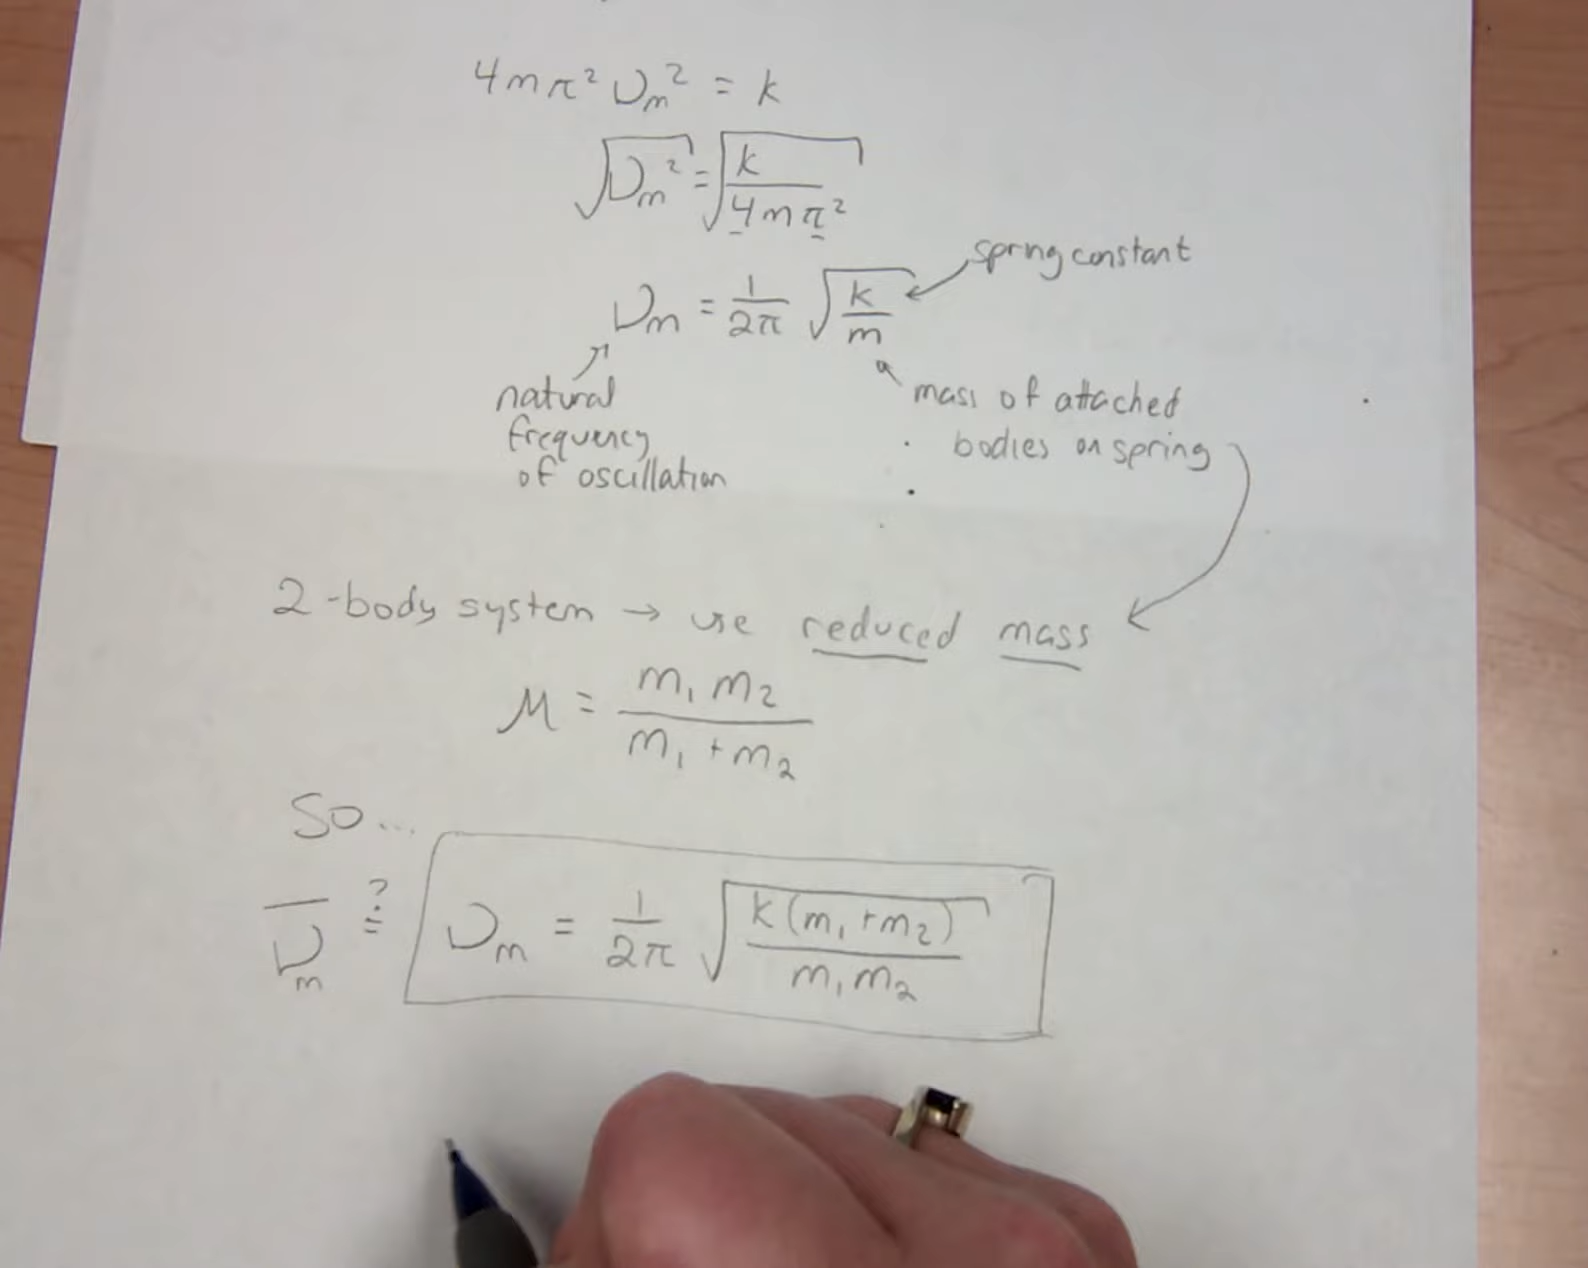 4mπ²ν_m² = k
√ν_m² = √(k / 4mπ²)
spring constant
ν_m = 1/2π √(k/m)
natural
frequency
of oscillation
mass of attached
bodies on spring
2-body system → use reduced mass
μ = m₁m₂ / m₁+m₂
So...
ν̅_m ≟ ν_m = 1/2π √(k(m₁+m₂) / m₁m₂)